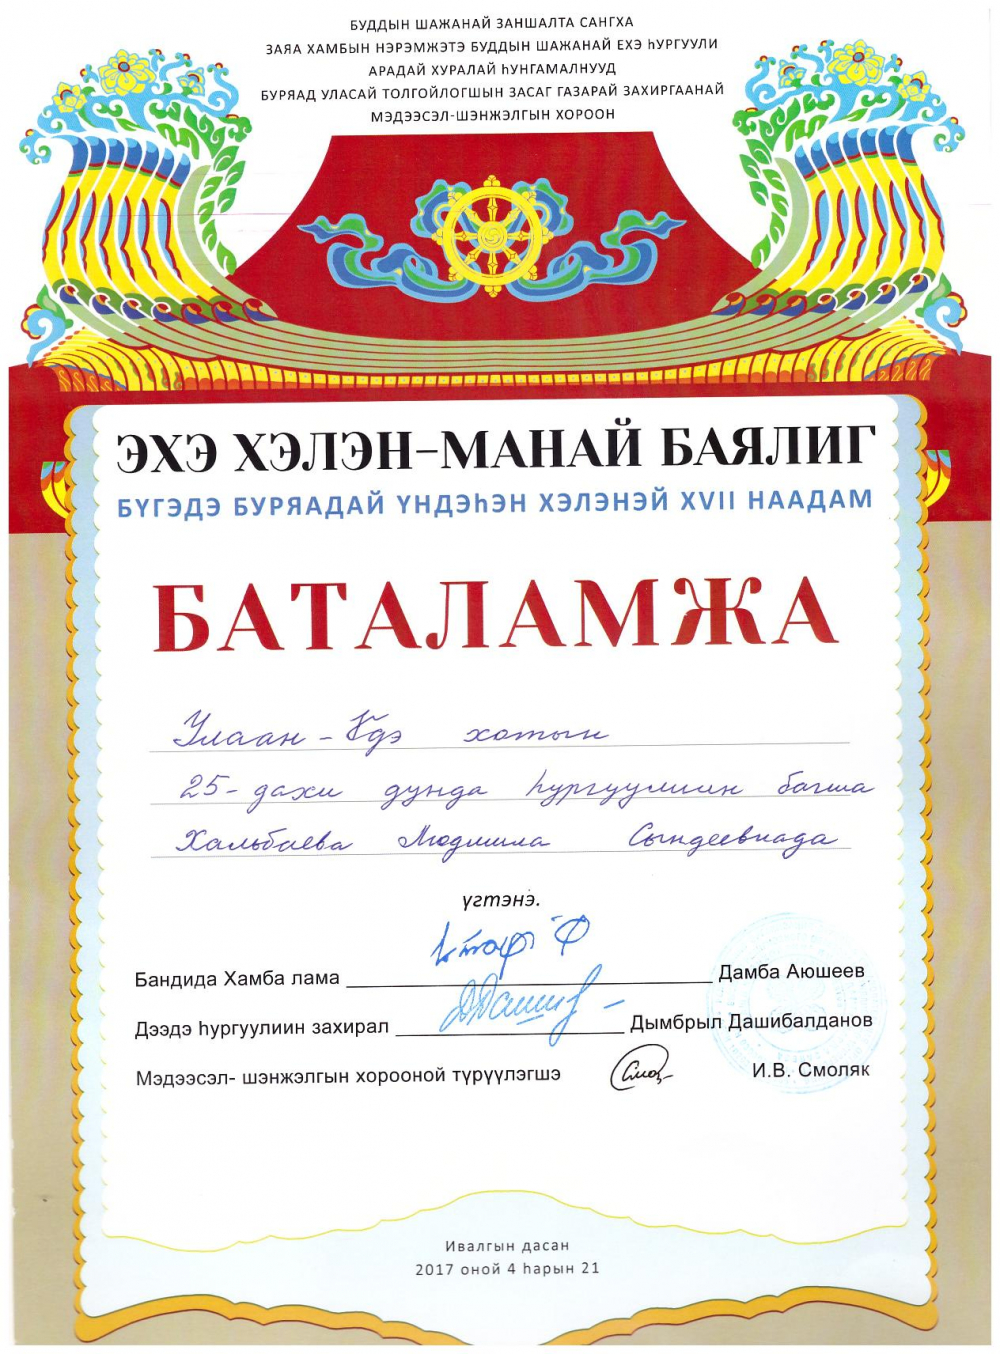 БУДДЫН ШАЖАНАЙ ЗАНШАЛТА САНГХА
ЗАЯА ХАМБЫН НЭРЭМЖЭТЭ БУДДЫН ШАЖАНАЙ ЕХЭ ҺУРГУУЛИ
АРАДАЙ ХУРАЛАЙ ҺУНГАМАЛНУУД
БУРЯАД УЛАСАЙ ТОЛГОЙЛОГШЫН ЗАСАГ ГАЗАРАЙ ЗАХИРГААНАЙ
МЭДЭЭСЭЛ-ШЭНЖЭЛГЫН ХОРООН
ЭХЭ ХЭЛЭН-МАНАЙ БАЯЛИГ
БҮГЭДЭ БУРЯАДАЙ ҮНДЭҺЭН ХЭЛЭНЭЙ XVII НААДАМ
БАТАЛАМЖА
Улаан-Үдэ хотын
25-дахи дунда һургуулиин багша
Хальбаева Людмила Сындеевнада
үгтэнэ.
Бандида Хамба лама Дамба Аюшеев
Дээдэ һургуулиин захирал Дымбрыл Дашибалданов
Мэдээсэл- шэнжэлгын хорооной түрүүлэгшэ И.В. Смоляк
Ивалгын дасан
2017 оной 4 һарын 21